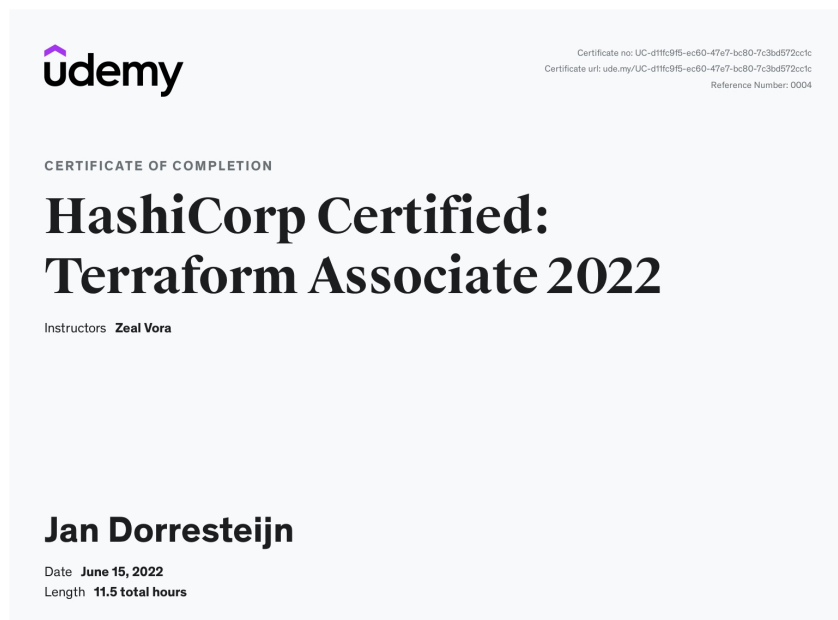 udemy
Certificate no: UC-d11fc9f5-ec60-47e7-bc80-7c3bd572cc1c
Certificate url: ude.my/UC-d11fc9f5-ec60-47e7-bc80-7c3bd572cc1c
Reference Number: 0004
CERTIFICATE OF COMPLETION
HashiCorp Certified:
Terraform Associate 2022
Instructors Zeal Vora
Jan Dorresteijn
Date June 15, 2022
Length 11.5 total hours